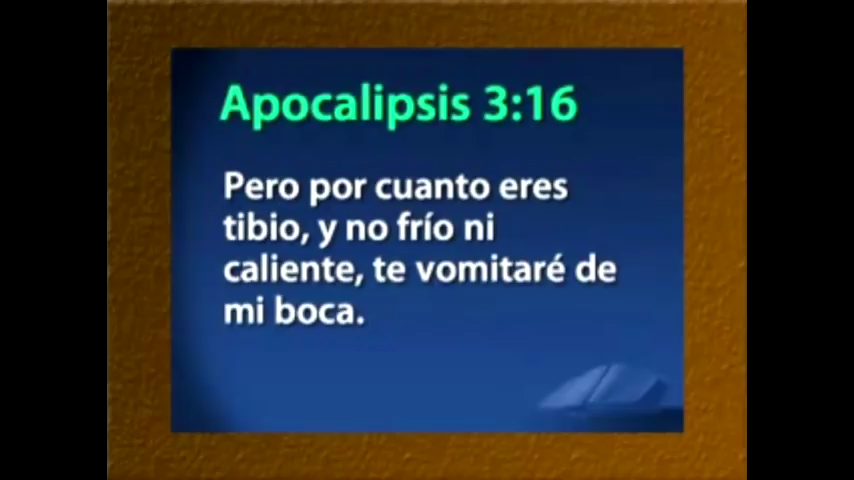 Apocalipsis 3:16
Pero por cuanto eres
tibio, y no frío ni
caliente, te vomitaré de
mi boca.